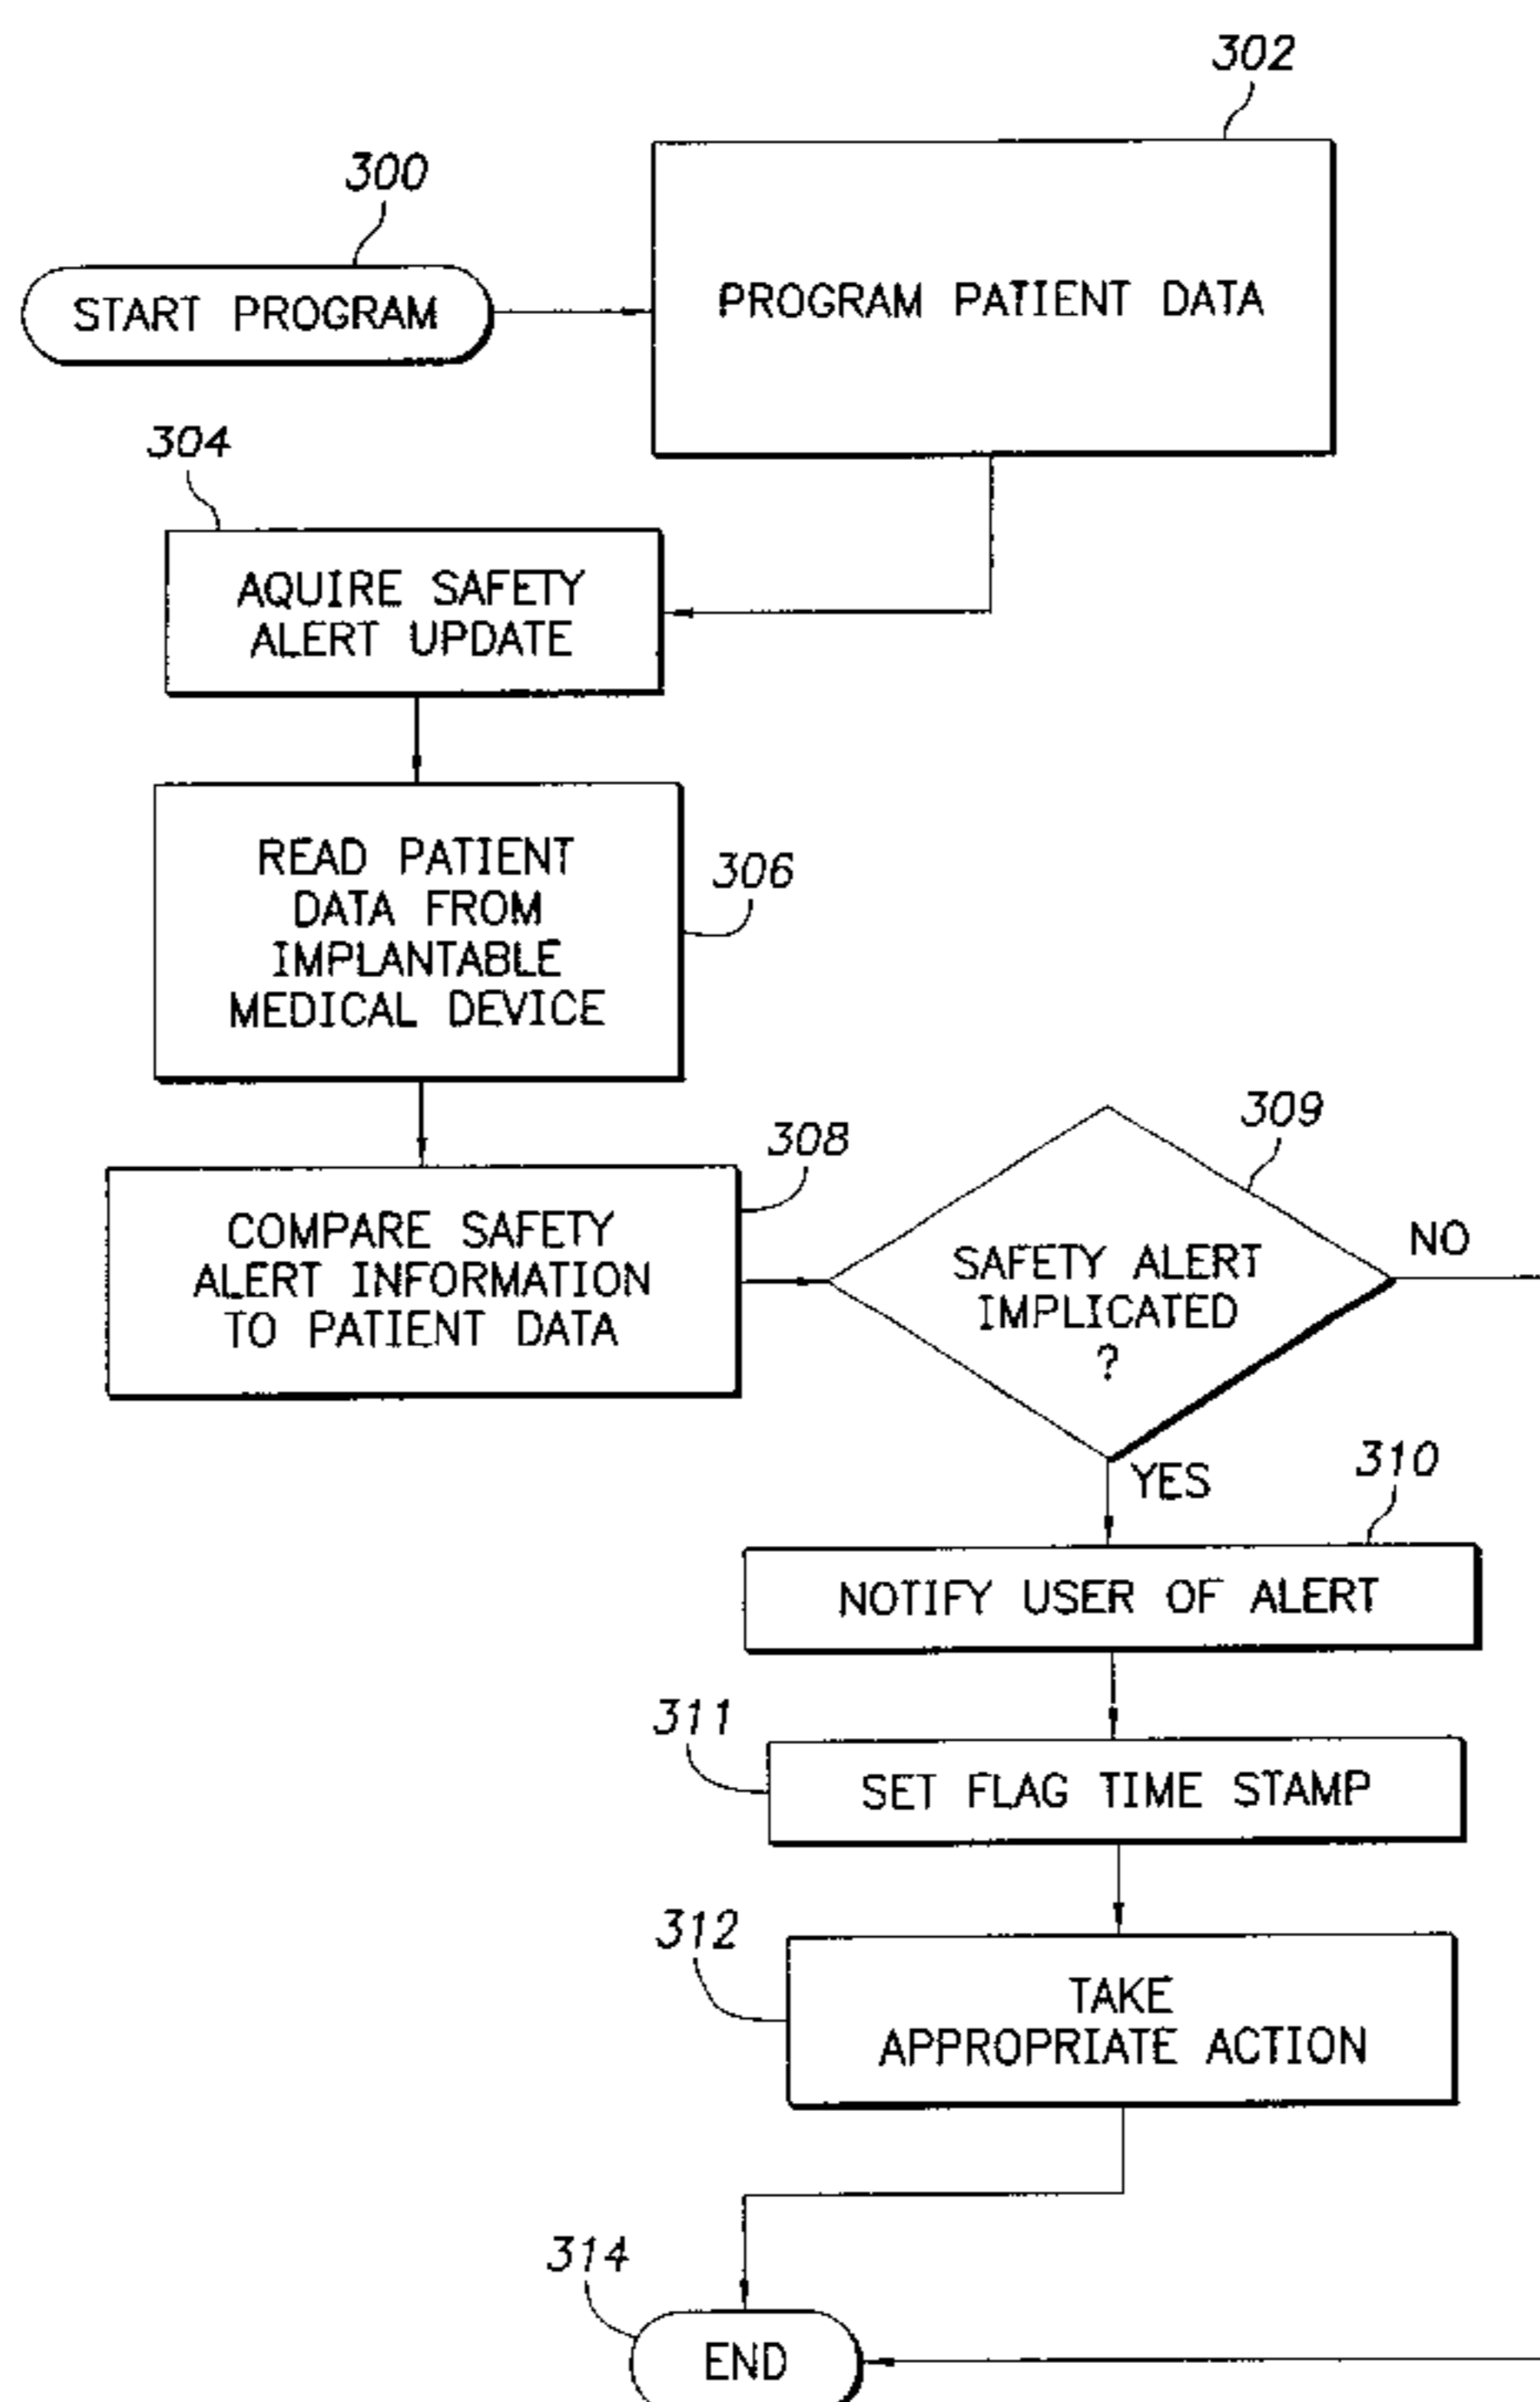 302
300
START PROGRAM
PROGRAM PATIENT DATA
304
AQUIRE SAFETY
ALERT UPDATE
READ PATIENT
DATA FROM
IMPLANTABLE
MEDICAL DEVICE
306
308
COMPARE SAFETY
ALERT INFORMATION
TO PATIENT DATA
309
SAFETY ALERT
IMPLICATED
?
NO
YES
310
NOTIFY USER OF ALERT
311
SET FLAG TIME STAMP
312
TAKE
APPROPRIATE ACTION
314
END